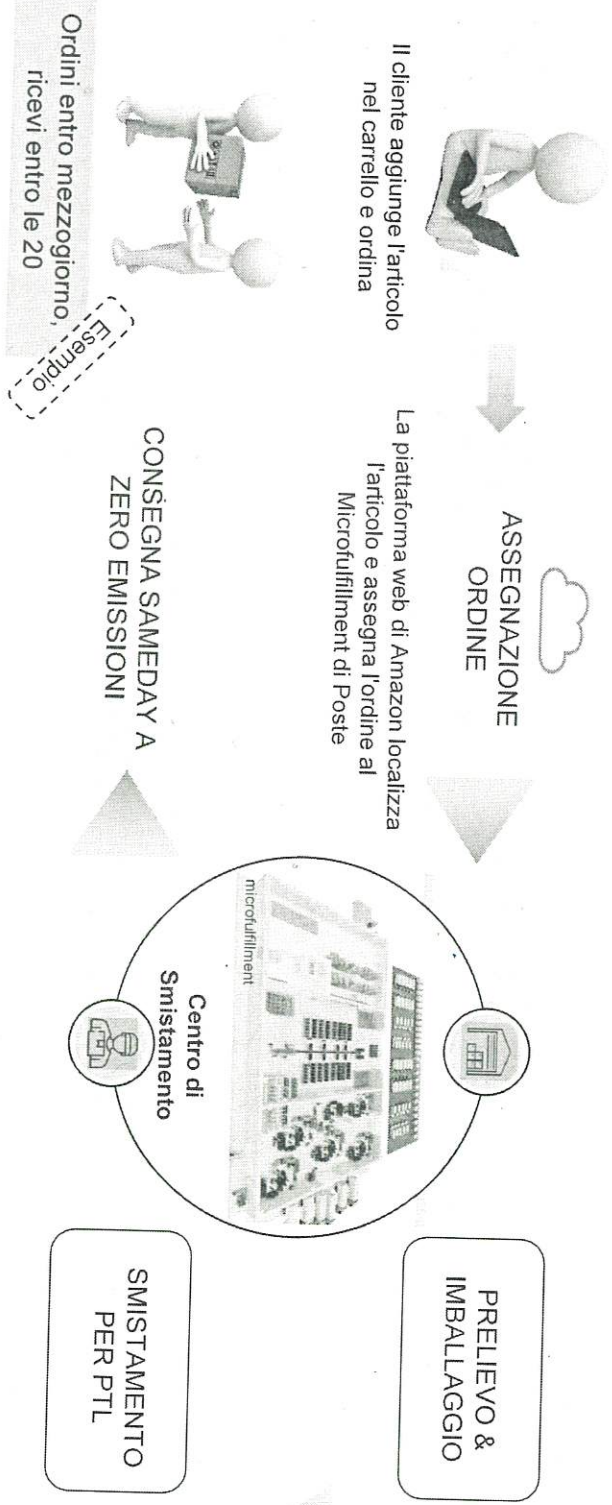 Il cliente aggiunge l'articolo
nel carrello e ordina
ASSEGNAZIONE
ORDINE
La piattaforma web di Amazon localizza
l'articolo e assegna l'ordine al
Microfulfillment di Poste
PRELIEVO &
IMBALLAGGIO
microfulfillment
Centro di
Smistamento
SMISTAMENTO
PER PTL
CONSEGNA SAMEDAY A
ZERO EMISSIONI
Esempio
Ordini entro mezzogiorno,
ricevi entro le 20